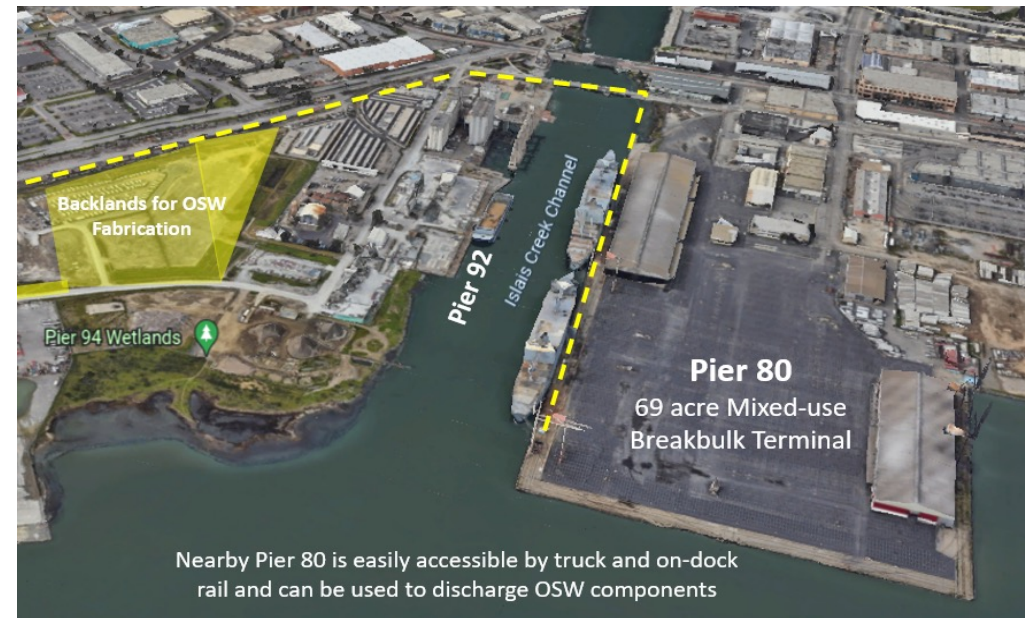 Backlands for OSW
Fabrication
Pier 94 Wetlands
Pier 92
Islais Creek Channel
Pier 80
69 acre Mixed-use
Breakbulk Terminal
Nearby Pier 80 is easily accessible by truck and on-dock
rail and can be used to discharge OSW components